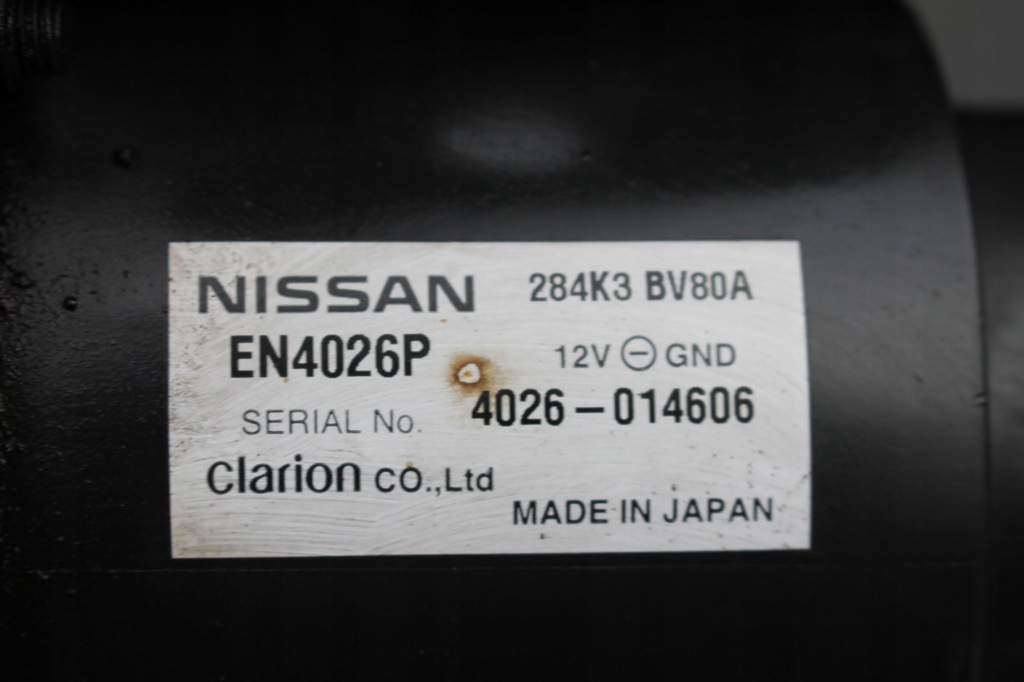 NISSAN 284K3 BV80A
EN4026P 12V ⊖ GND
SERIAL No. 4026-014606
Clarion CO.,Ltd
MADE IN JAPAN